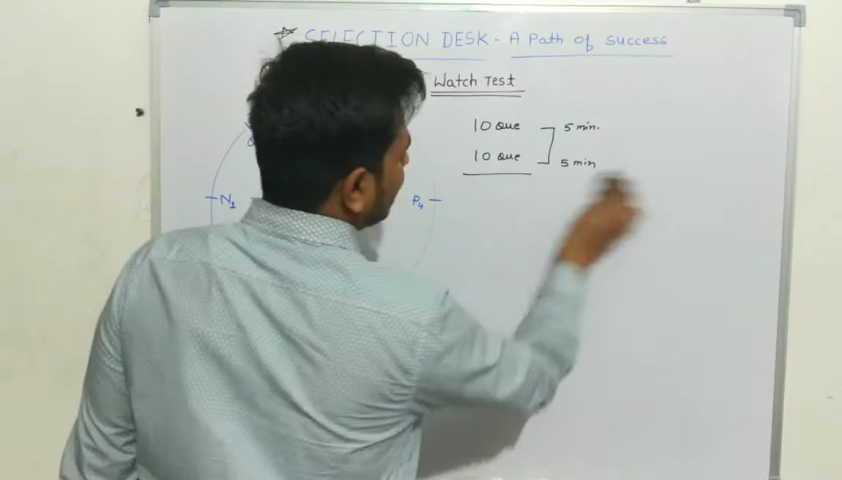 SELECTION DESK - A Path of Success
Watch Test
10 Que 5 min.
10 Que 5 min
N1 P4